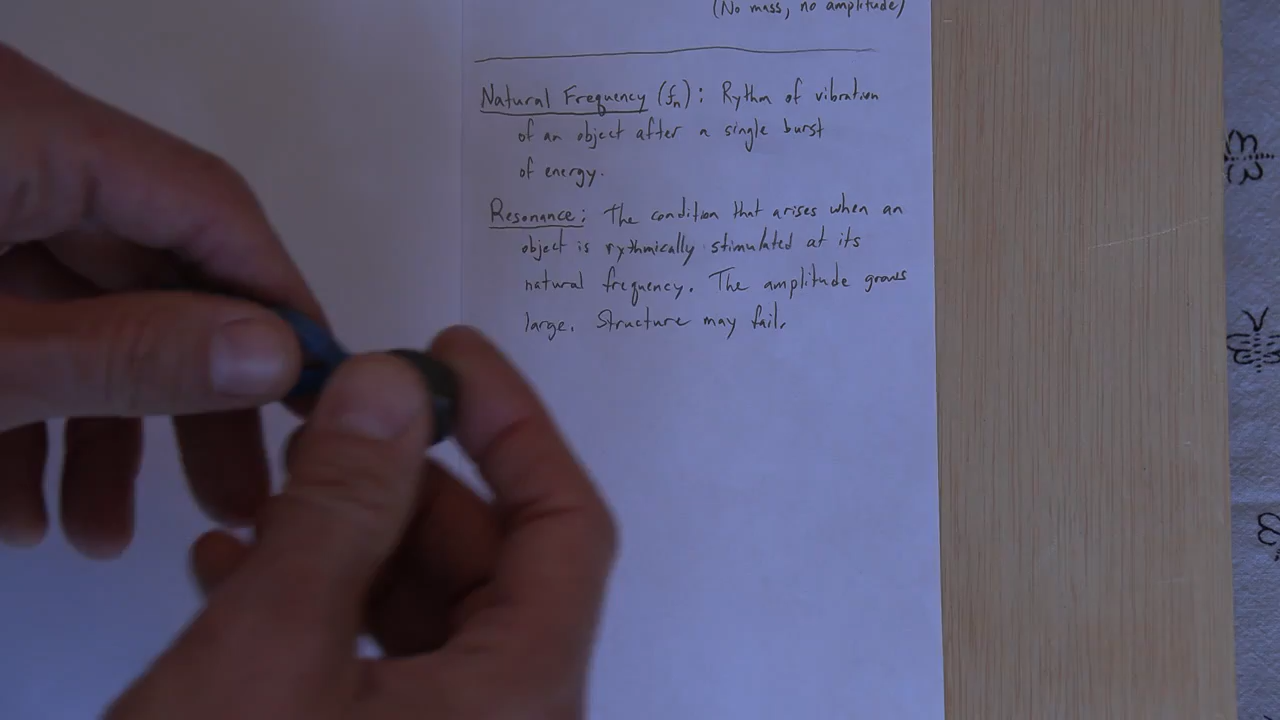 (No mass, no amplitude)
Natural Frequency (fn): Rythm of vibration
of an object after a single burst
of energy.
Resonance: The condition that arises when an
object is rythmically stimulated at its
natural frequency. The amplitude grows
large. Structure may fail.